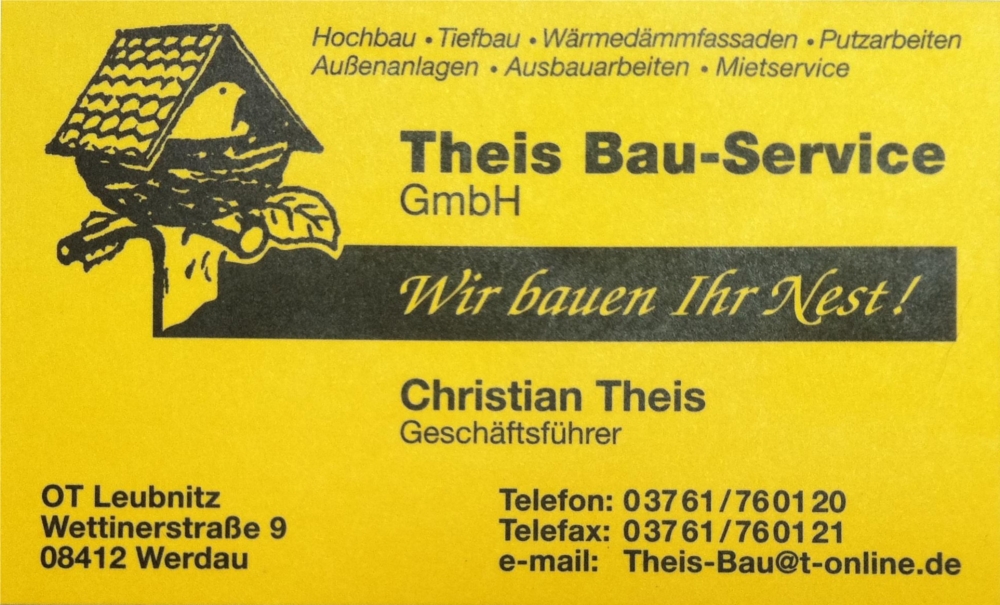 Hochbau • Tiefbau • Wärmedämmfassaden • Putzarbeiten
Außenanlagen • Ausbauarbeiten • Mietservice
Theis Bau-Service
GmbH
Wir bauen Ihr Nest!
Christian Theis
Geschäftsführer
OT Leubnitz
Wettinerstraße 9
08412 Werdau
Telefon: 03761/760120
Telefax: 03761/760121
e-mail: Theis-Bau@t-online.de